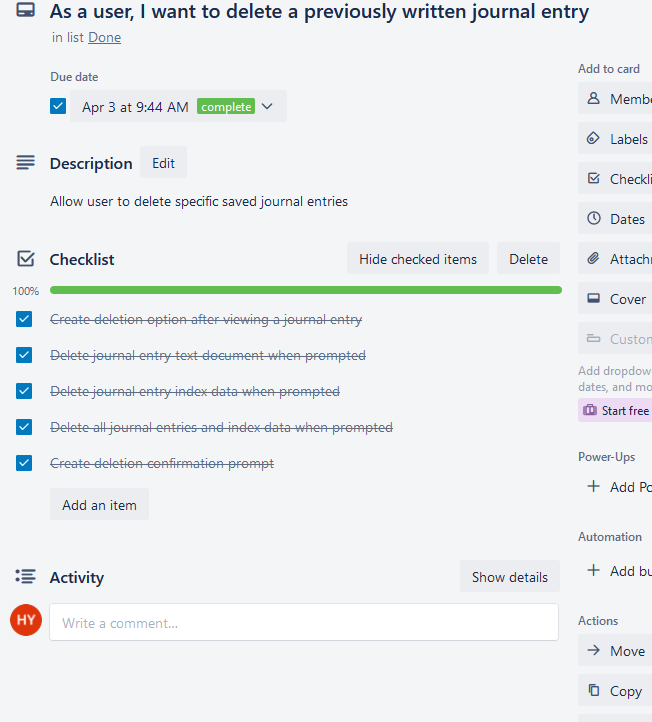 As a user, I want to delete a previously written journal entry
in list Done
Due date
Apr 3 at 9:44 AM complete
Description Edit
Allow user to delete specific saved journal entries
Checklist Hide checked items Delete
100%
Create deletion option after viewing a journal entry
Delete journal entry text document when prompted
Delete journal entry index data when prompted
Delete all journal entries and index data when prompted
Create deletion confirmation prompt
Add an item
Activity Show details
HY Write a comment...
Add to card
Membe
Labels
Checkli
Dates
Attachr
Cover
Custon
Add dropdow
dates, and mo
Start free
Power-Ups
Add Po
Automation
Add bu
Actions
Move
Copy